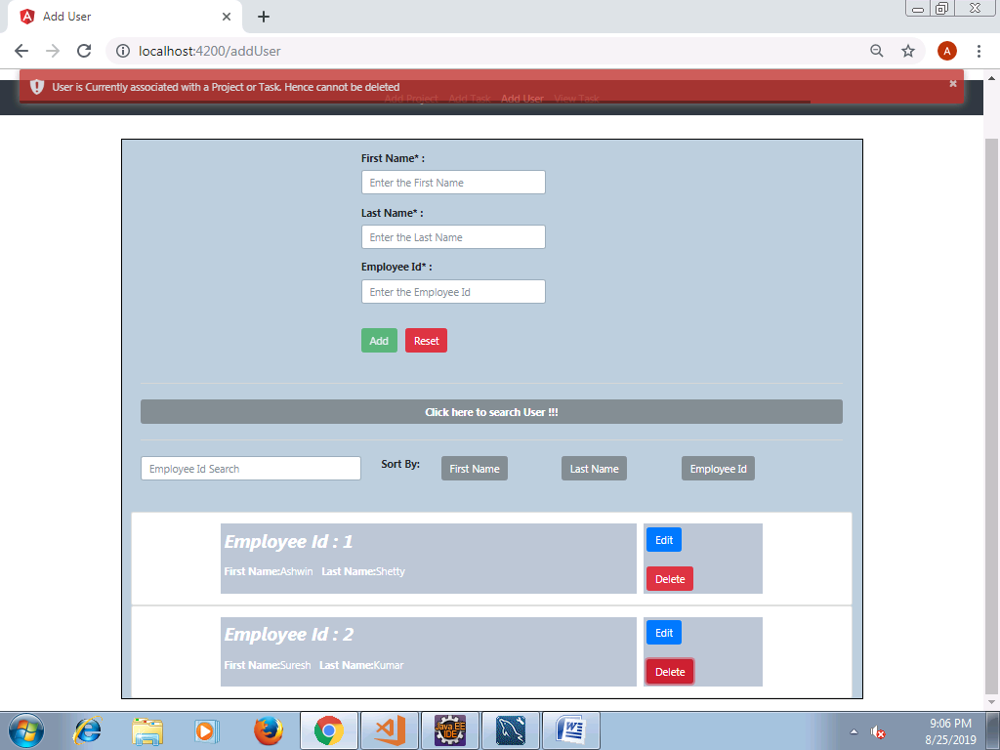 Add User
localhost:4200/addUser
A
User is Currently associated with a Project or Task. Hence cannot be deleted
Add Project Add Task Add User View Task
First Name* :
Enter the First Name
Last Name* :
Enter the Last Name
Employee Id* :
Enter the Employee Id
Add Reset
Click here to search User !!!
Employee Id Search Sort By: First Name Last Name Employee Id
Employee Id : 1
First Name:Ashwin Last Name:Shetty
Edit
Delete
Employee Id : 2
First Name:Suresh Last Name:Kumar
Edit
Delete
Java EE
IDE
W
9:06 PM
8/25/2019